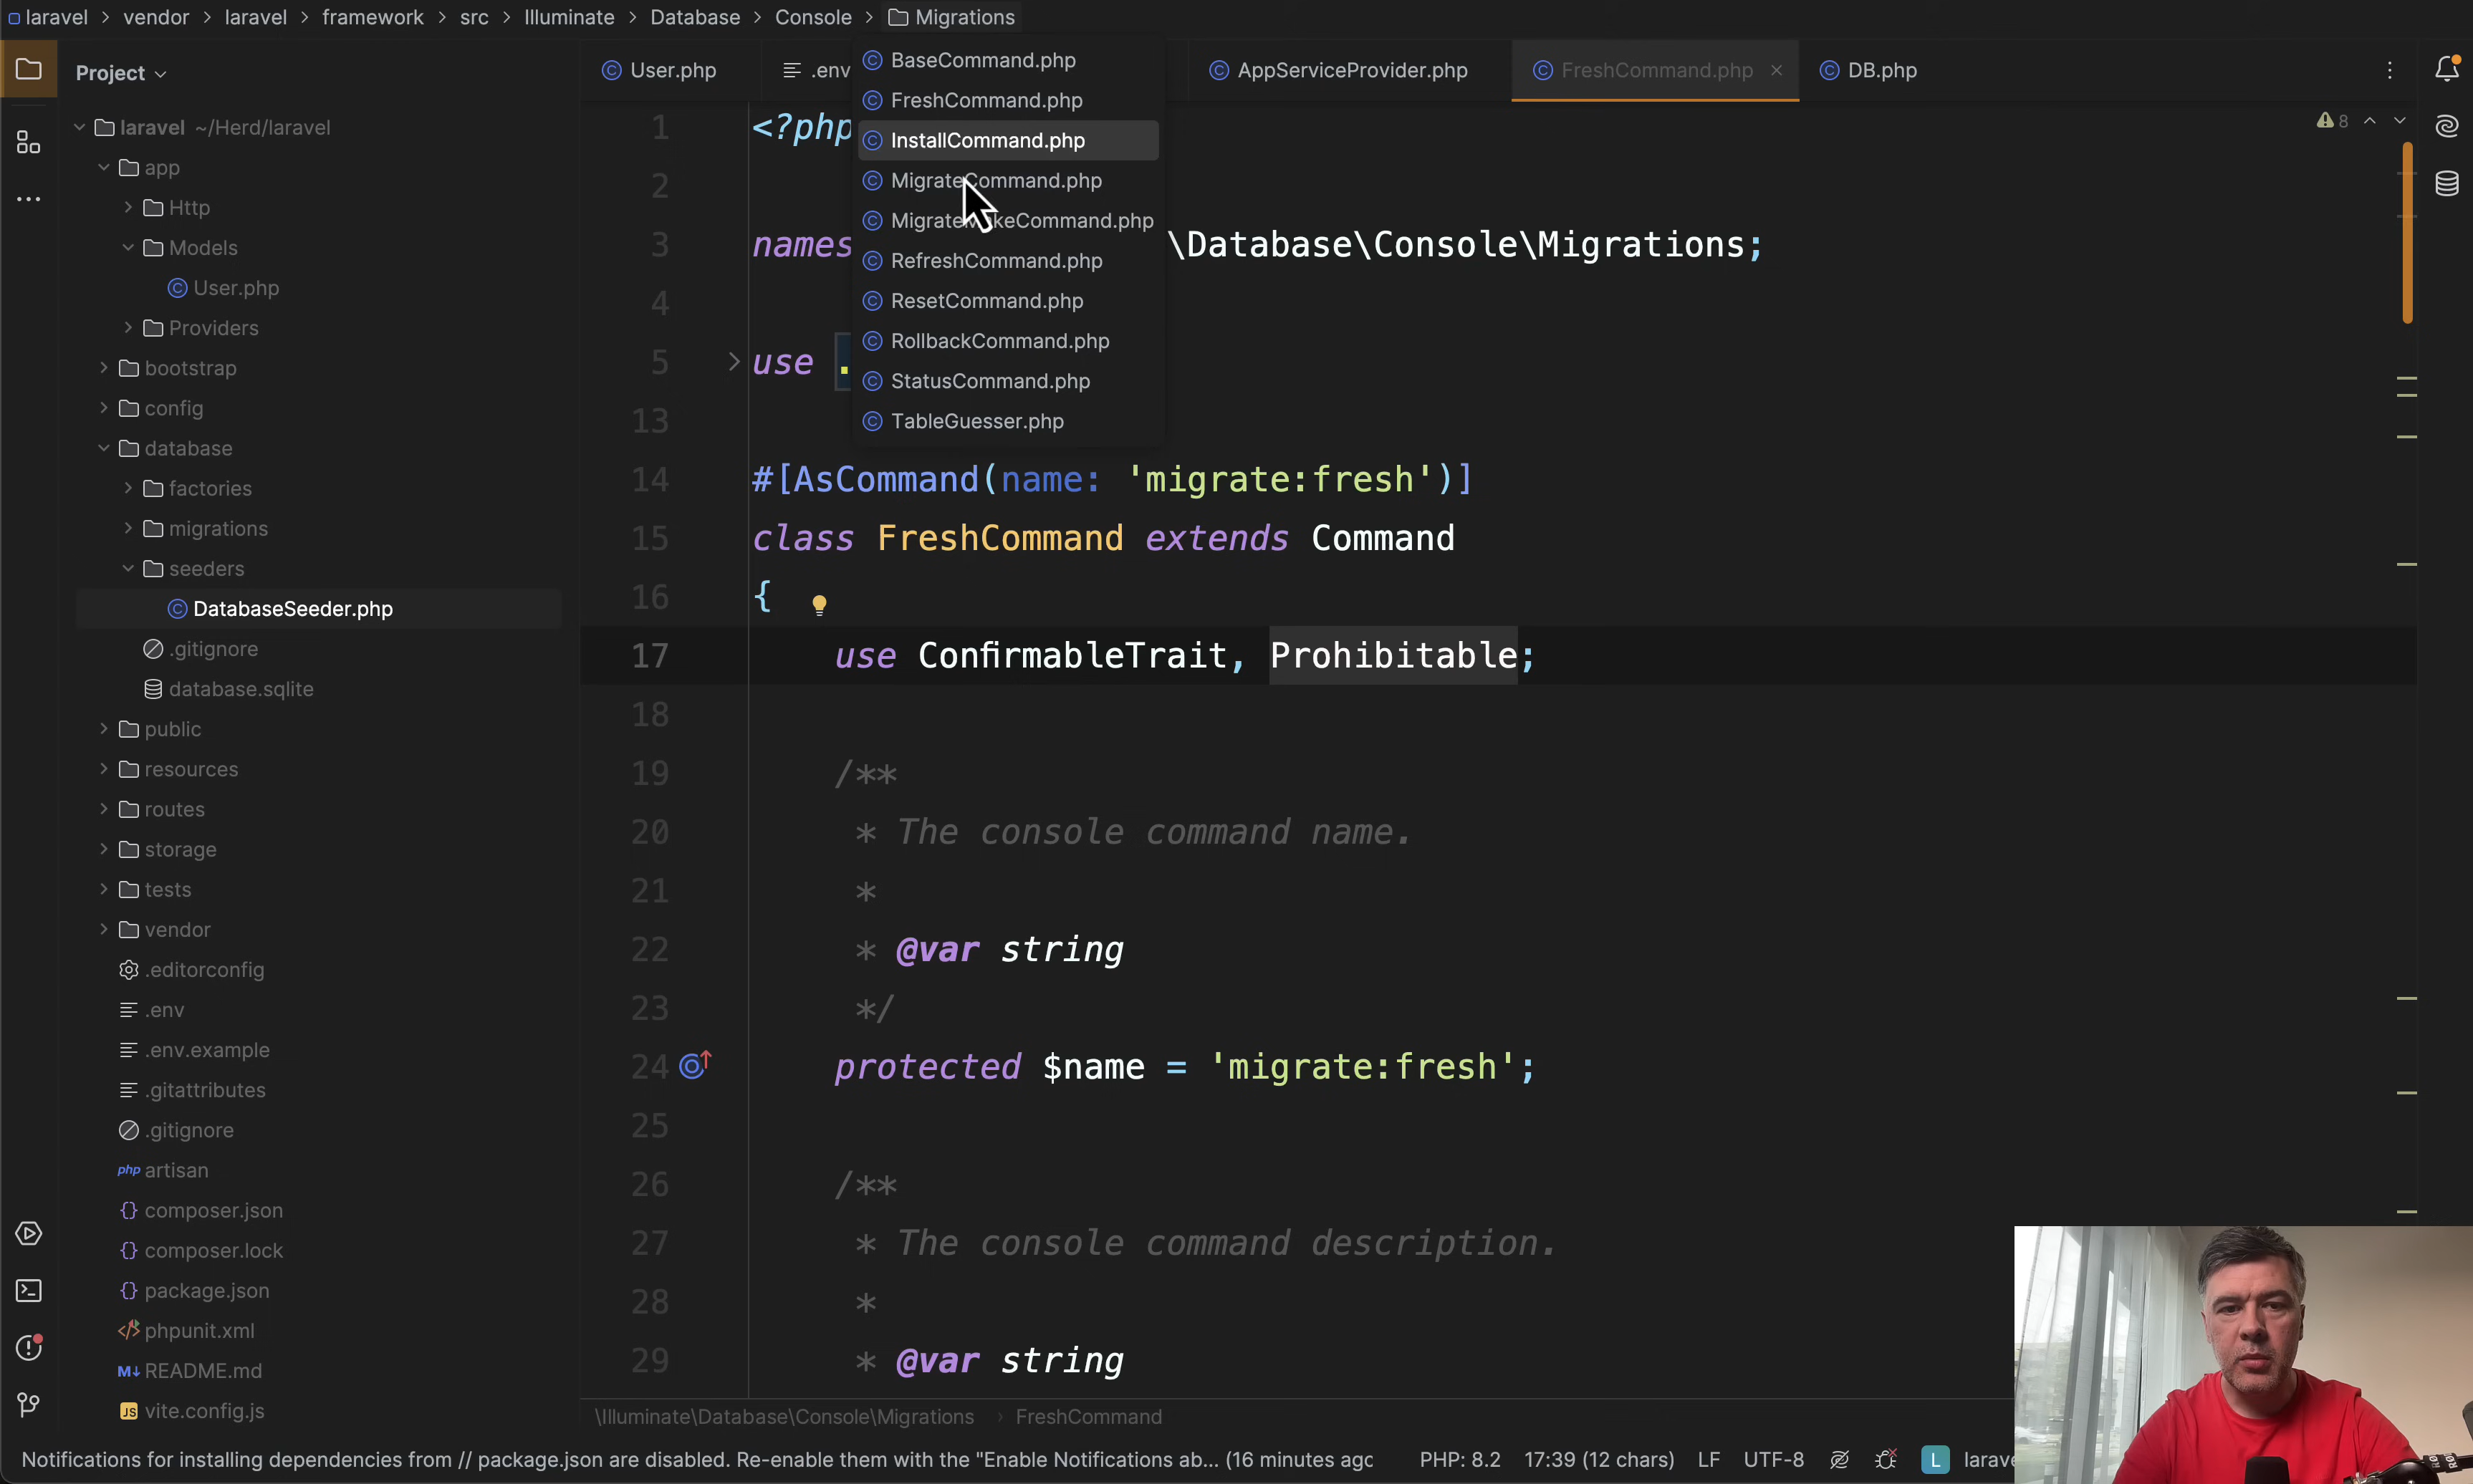 laravel > vendor > laravel > framework > src > Illuminate > Database > Console > Migrations
Project
User.php
.env
AppServiceProvider.php
FreshCommand.php
DB.php
BaseCommand.php
FreshCommand.php
InstallCommand.php
MigrateCommand.php
RefreshCommand.php
ResetCommand.php
RollbackCommand.php
StatusCommand.php
TableGuesser.php
8
laravel ~/Herd/laravel
app
Http
Models
User.php
Providers
bootstrap
config
database
factories
migrations
seeders
DatabaseSeeder.php
.gitignore
database.sqlite
public
resources
routes
storage
tests
vendor
.editorconfig
.env
.env.example
.gitattributes
.gitignore
php artisan
composer.json
composer.lock
package.json
phpunit.xml
M↓ README.md
JS vite.config.js
1 <?php
2
3 names \Database\Console\Migrations;
4
5 use .
13
14 #[AsCommand(name: 'migrate:fresh')]
15 class FreshCommand extends Command
16 {
17 use ConfirmableTrait, Prohibitable;
18
19 /**
20 * The console command name.
21 *
22 * @var string
23 */
24 protected $name = 'migrate:fresh';
25
26 /**
27 * The console command description.
28 *
29 * @var string
\Illuminate\Database\Console\Migrations > FreshCommand
Notifications for installing dependencies from // package.json are disabled. Re-enable them with the "Enable Notifications ab... (16 minutes agc
PHP: 8.2 17:39 (12 chars) LF UTF-8 L larave